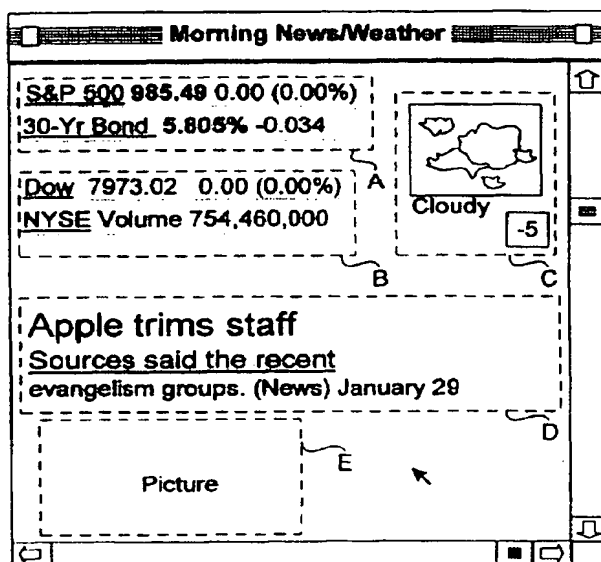 Morning News/Weather
S&P 500 985.49 0.00 (0.00%)
30-Yr Bond 5.805% -0.034
A
Dow 7973.02 0.00 (0.00%)
NYSE Volume 754,460,000
B
Cloudy
-5
C
Apple trims staff
Sources said the recent
evangelism groups. (News) January 29
D
Picture
E